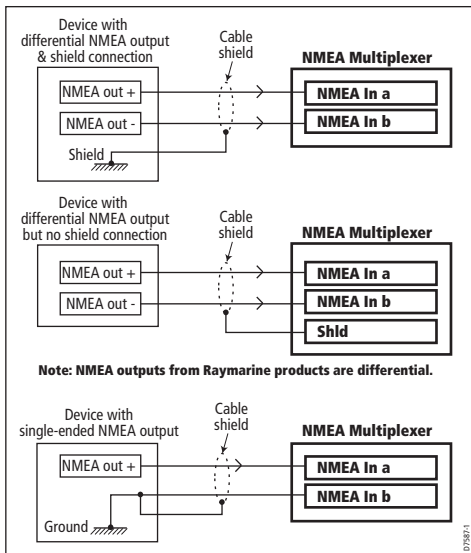 Device with
differential NMEA output
& shield connection
Cable
shield
NMEA Multiplexer
NMEA out +
NMEA In a
NMEA out -
NMEA In b
Shield
Device with
differential NMEA output
but no shield connection
Cable
shield
NMEA Multiplexer
NMEA out +
NMEA In a
NMEA out -
NMEA In b
Shld
Note: NMEA outputs from Raymarine products are differential.
Device with
single-ended NMEA output
Cable
shield
NMEA Multiplexer
NMEA out +
NMEA In a
NMEA In b
Ground
D7587-1